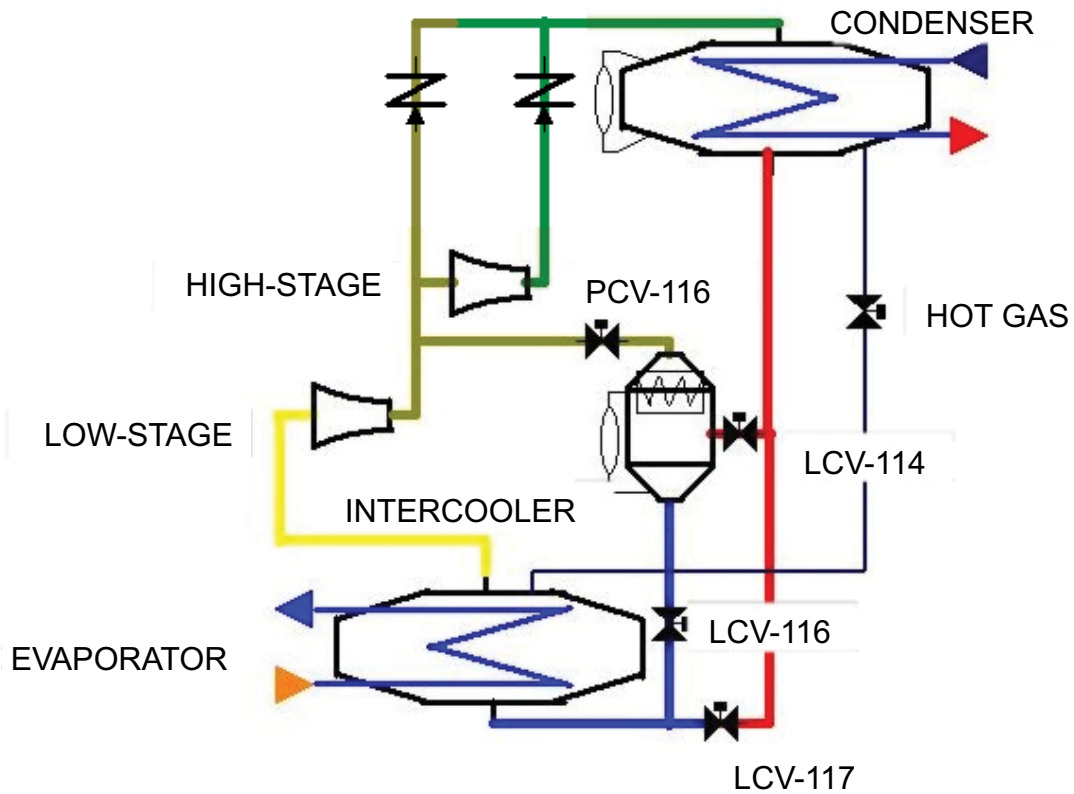 CONDENSER
HIGH-STAGE
PCV-116
HOT GAS
LOW-STAGE
LCV-114
INTERCOOLER
LCV-116
EVAPORATOR
LCV-117